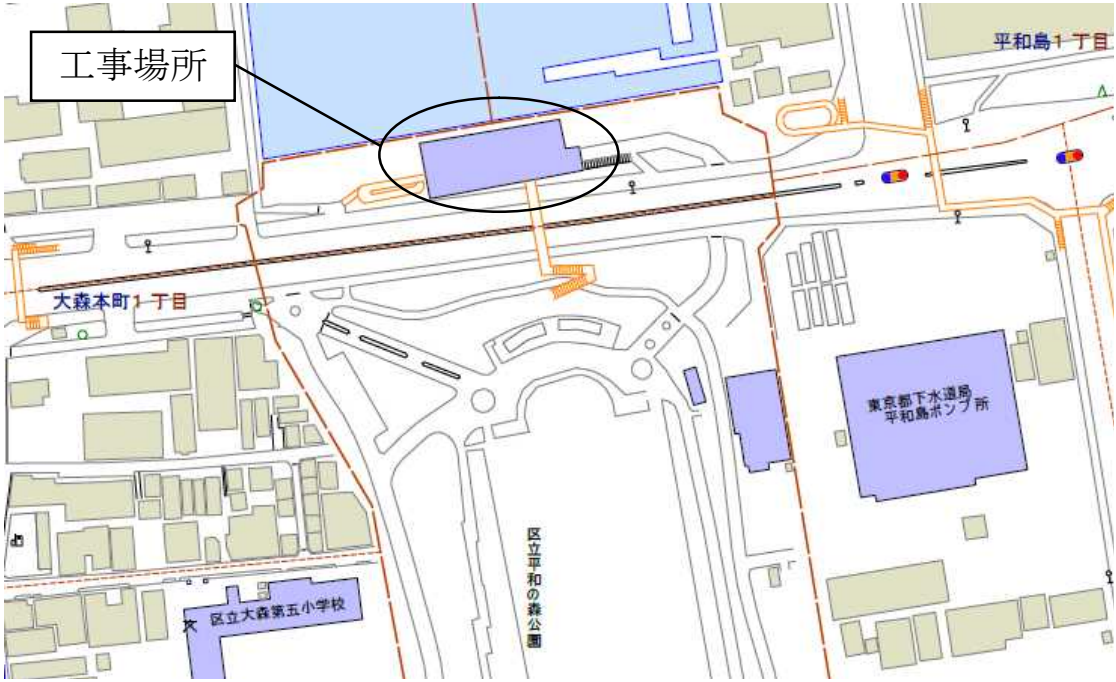 工事場所
平和島1丁目
大森本町1丁目
東京都下水道局
平和島ポンプ所
区立平和の森公園
区立大森第五小学校